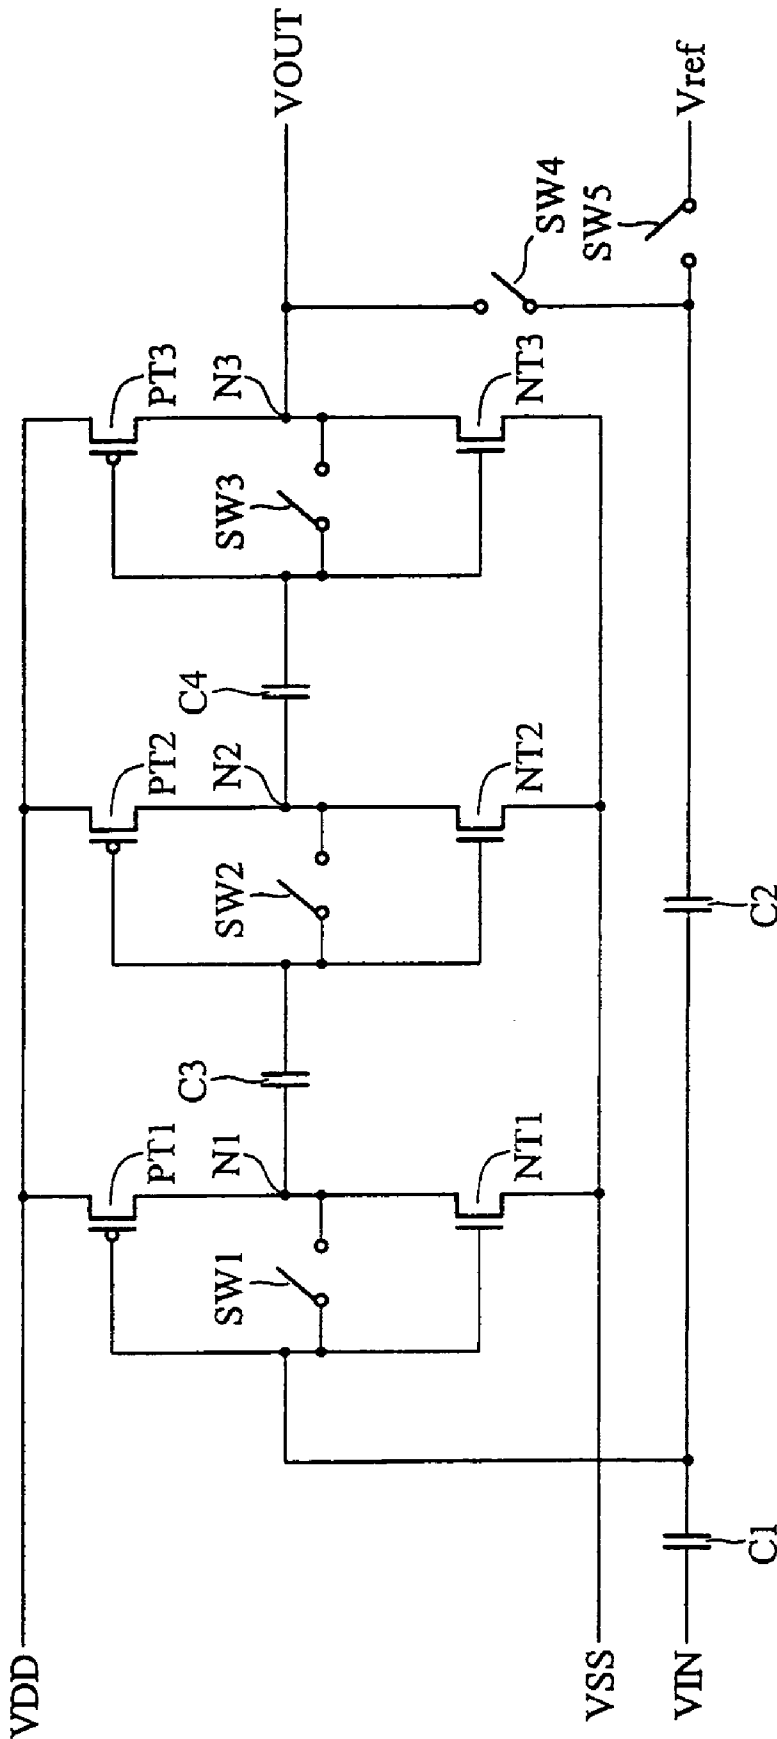 VDD
PT1
PT2
PT3
N1
N2
N3
VOUT
SW1
C3
SW2
C4
SW3
NT1
NT2
NT3
SW4
VSS
SW5
VIN
Vref
C1
C2